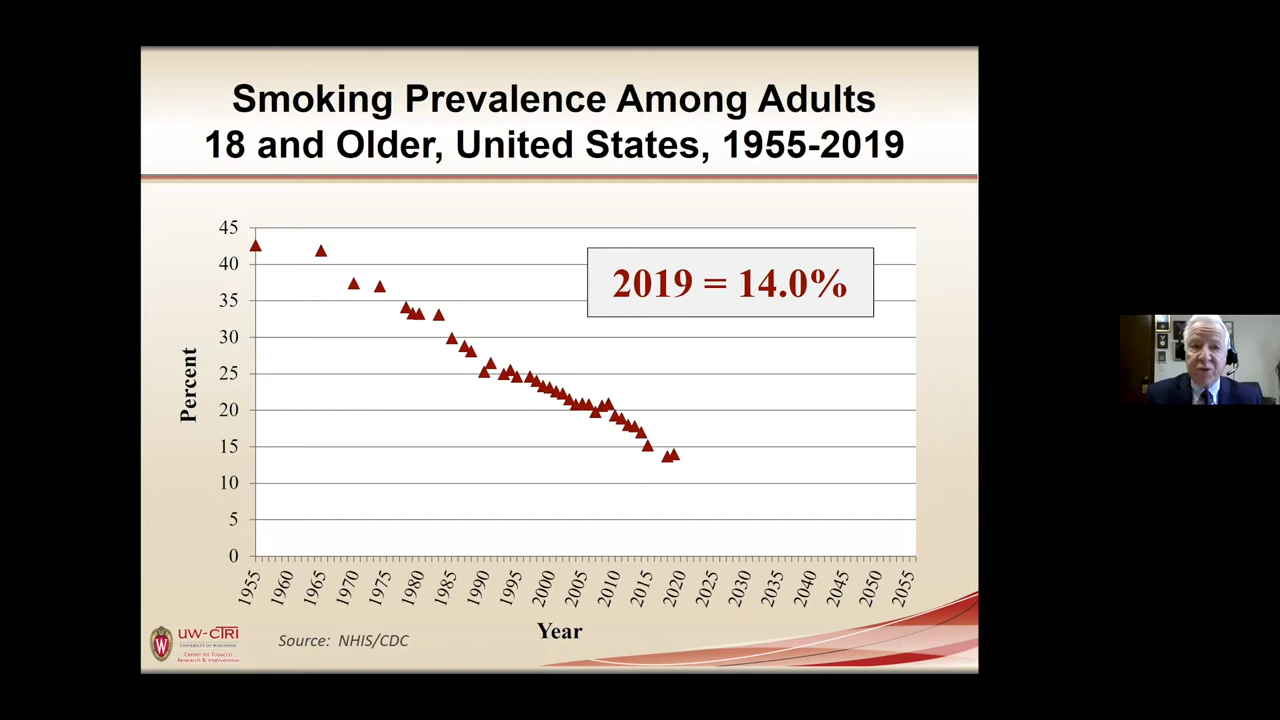 Smoking Prevalence Among Adults
18 and Older, United States, 1955-2019
45
40
35
30
25
20
15
10
5
0
Percent
2019 = 14.0%
1955 1960 1965 1970 1975 1980 1985 1990 1995 2000 2005 2010 2015 2020 2025 2030 2035 2040 2045 2050 2055
Year
W
UW-CTRI
UNIVERSITY OF WISCONSIN
Center for Tobacco
Research & Intervention
Source: NHIS/CDC